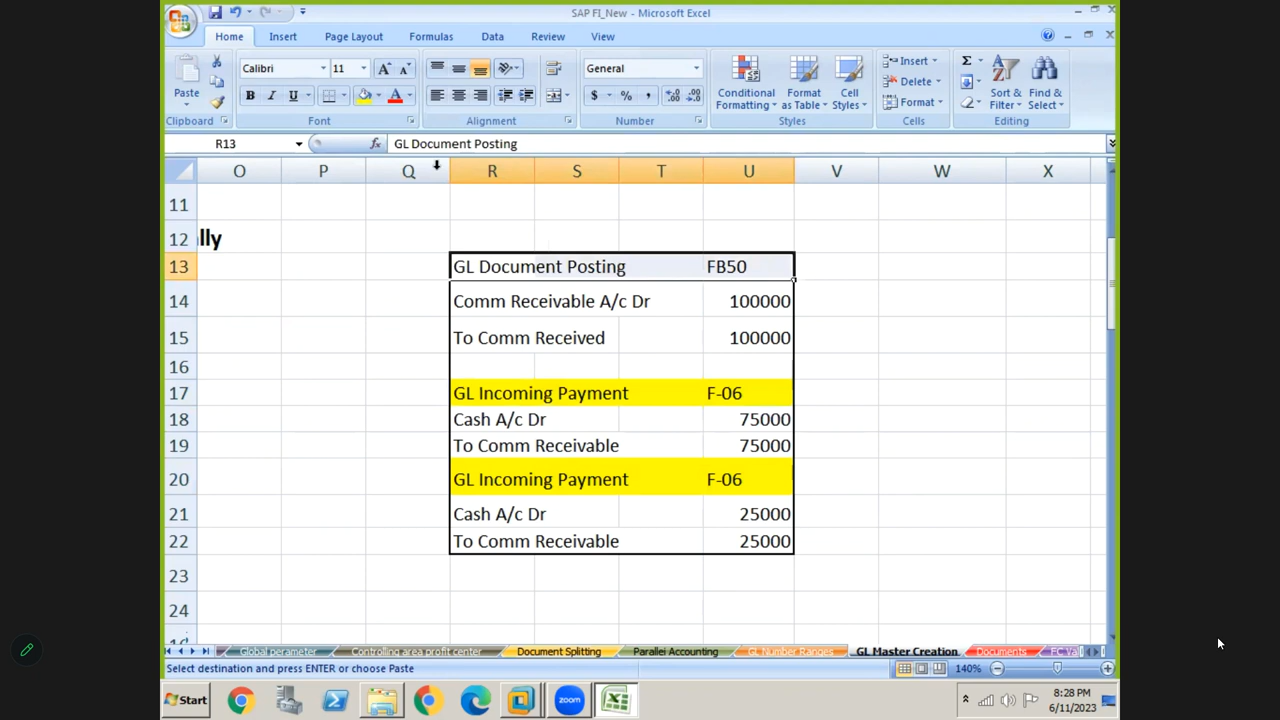 SAP FI_New - Microsoft Excel
Home Insert Page Layout Formulas Data Review View
Paste Calibri 11 General Conditional Formatting Format as Table Cell Styles Insert Delete Format Sort & Filter Find & Select
Clipboard Font Alignment Number Styles Cells Editing
R13 fx GL Document Posting
O P Q R S T U V W X
11
12 lly
13 GL Document Posting FB50
14 Comm Receivable A/c Dr 100000
15 To Comm Received 100000
16
17 GL Incoming Payment F-06
18 Cash A/c Dr 75000
19 To Comm Receivable 75000
20 GL Incoming Payment F-06
21 Cash A/c Dr 25000
22 To Comm Receivable 25000
23
24
Global perameter Controlling area profit center Document Splitting Parallel Accounting GL Number Ranges GL Master Creation Documents FC Va
Select destination and press ENTER or choose Paste 140%
Start zoom 8:28 PM
6/11/2023